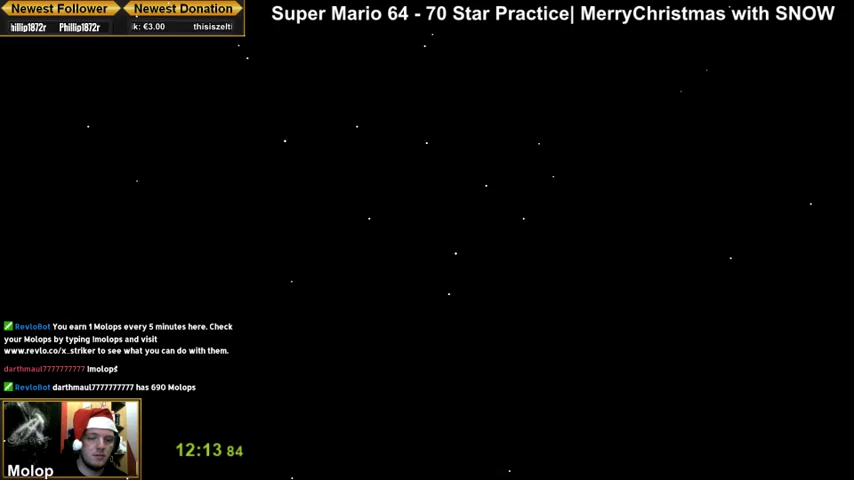 Newest Follower
Newest Donation
hillip1872r Phillip1872r
k: €3.00 thisiszelti
Super Mario 64 - 70 Star Practice| MerryChristmas with SNOW
RevloBot You earn 1 Molops every 5 minutes here. Check
your Molops by typing !molops and visit
www.revlo.co/x_striker to see what you can do with them.
darthmaul7777777777 !molops
RevloBot darthmaul7777777777 has 690 Molops
12:13 84
Molop